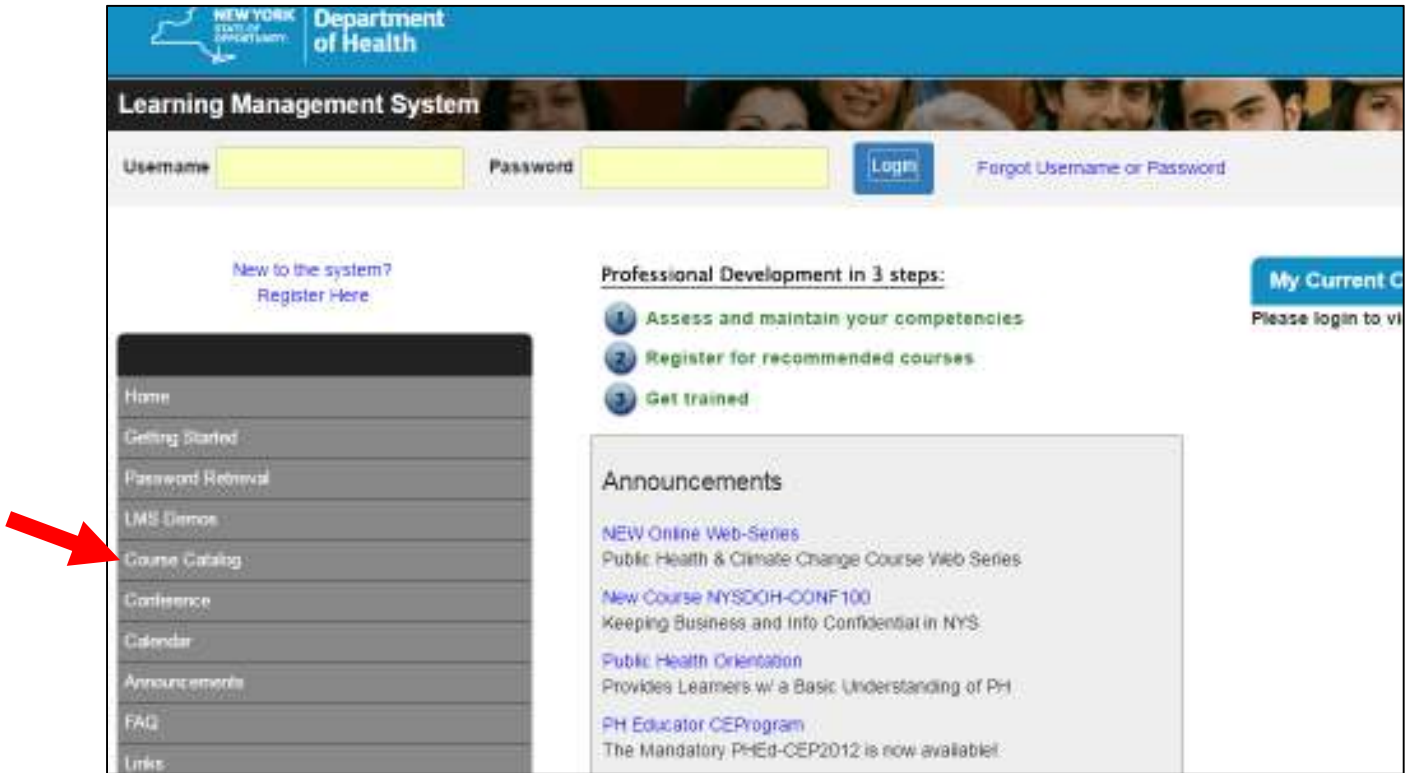 NEW YORK
STATE OF
OPPORTUNITY.
Department
of Health
Learning Management System
Username
Password
Login
Forgot Username or Password
New to the system?
Register Here
Home
Getting Started
Password Retrieval
LMS Demos
Course Catalog
Conference
Calendar
Announcements
FAQ
Links
Professional Development in 3 steps:
1 Assess and maintain your competencies
2 Register for recommended courses
3 Get trained
Announcements
NEW Online Web-Series
Public Health & Climate Change Course Web Series
New Course NYSDOH-CONF100
Keeping Business and Info Confidential in NYS
Public Health Orientation
Provides Learners w/ a Basic Understanding of PH
PH Educator CEProgram
The Mandatory PHEd-CEP2012 is now available!
My Current C
Please login to vi